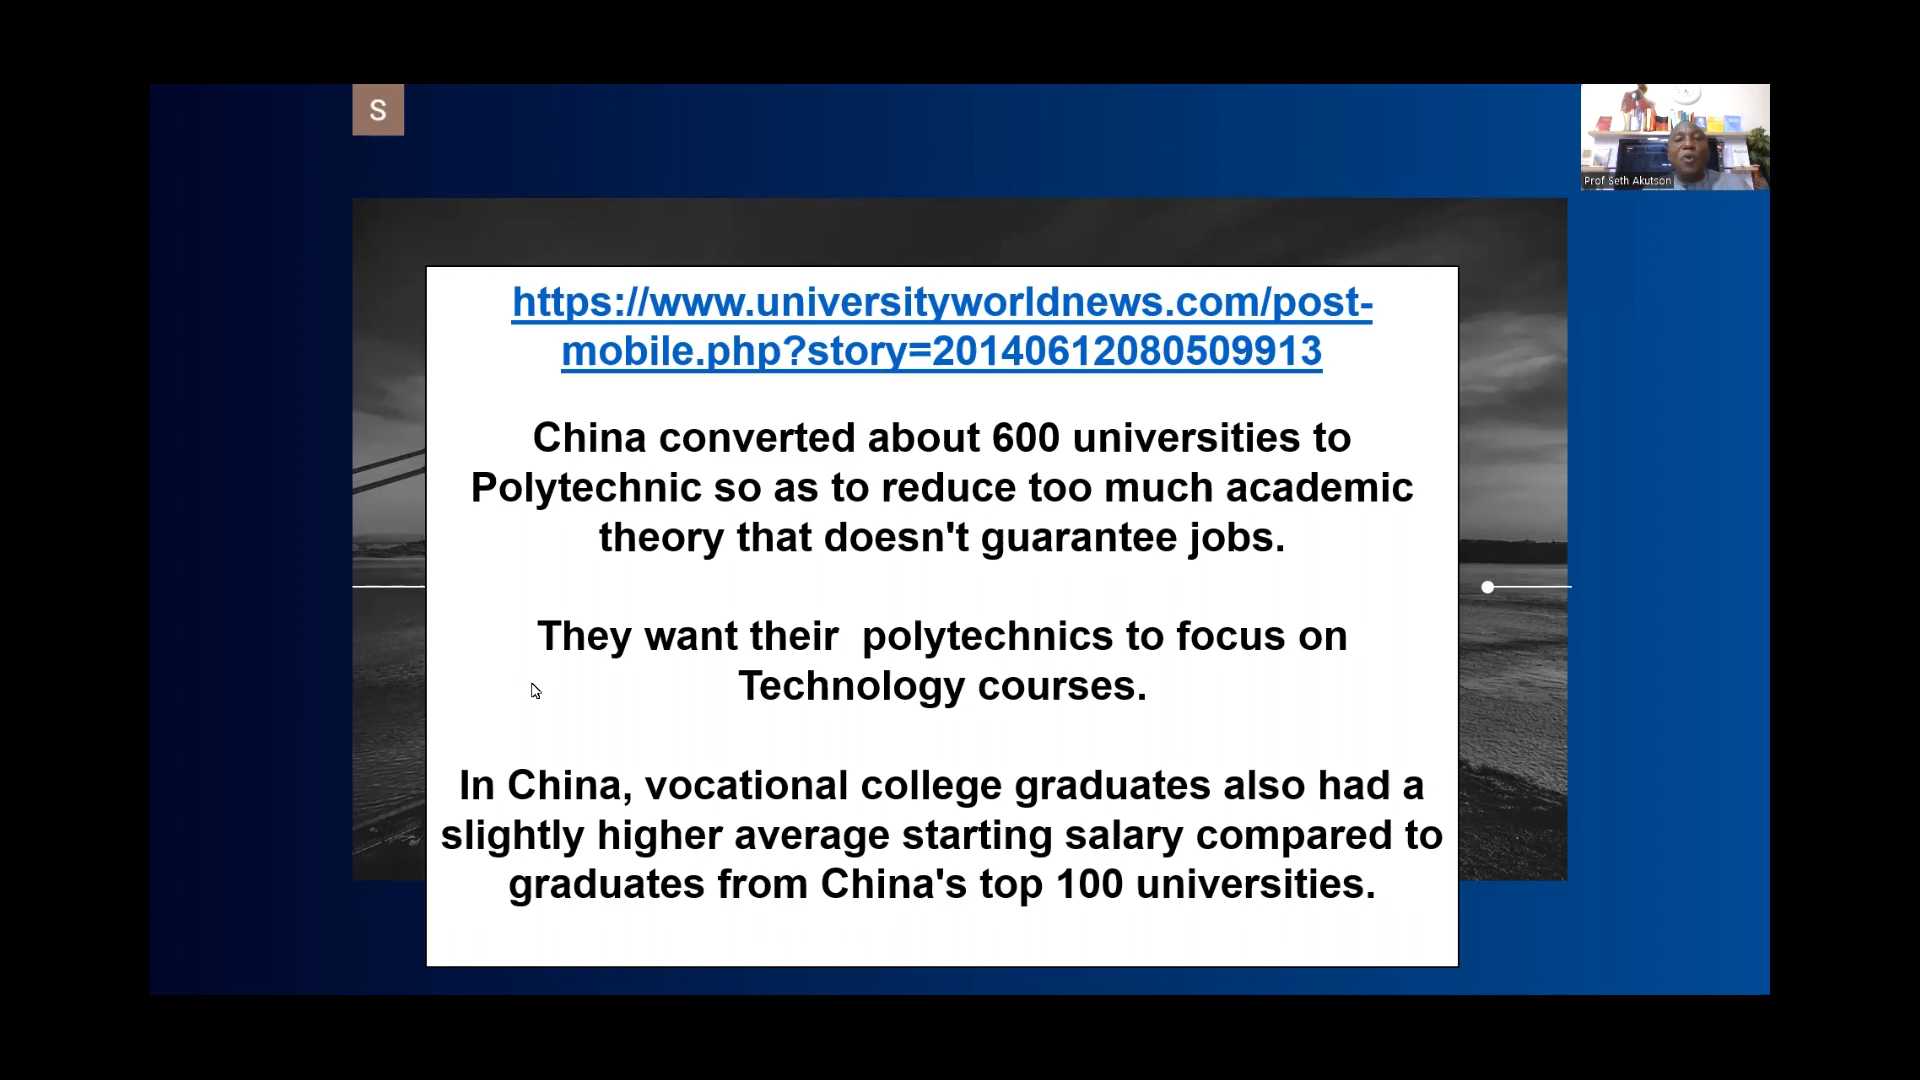 S
Prof Seth Akutson
https://www.universityworldnews.com/post-
mobile.php?story=20140612080509913
China converted about 600 universities to
Polytechnic so as to reduce too much academic
theory that doesn't guarantee jobs.
They want their  polytechnics to focus on
Technology courses.
In China, vocational college graduates also had a
slightly higher average starting salary compared to
graduates from China's top 100 universities.